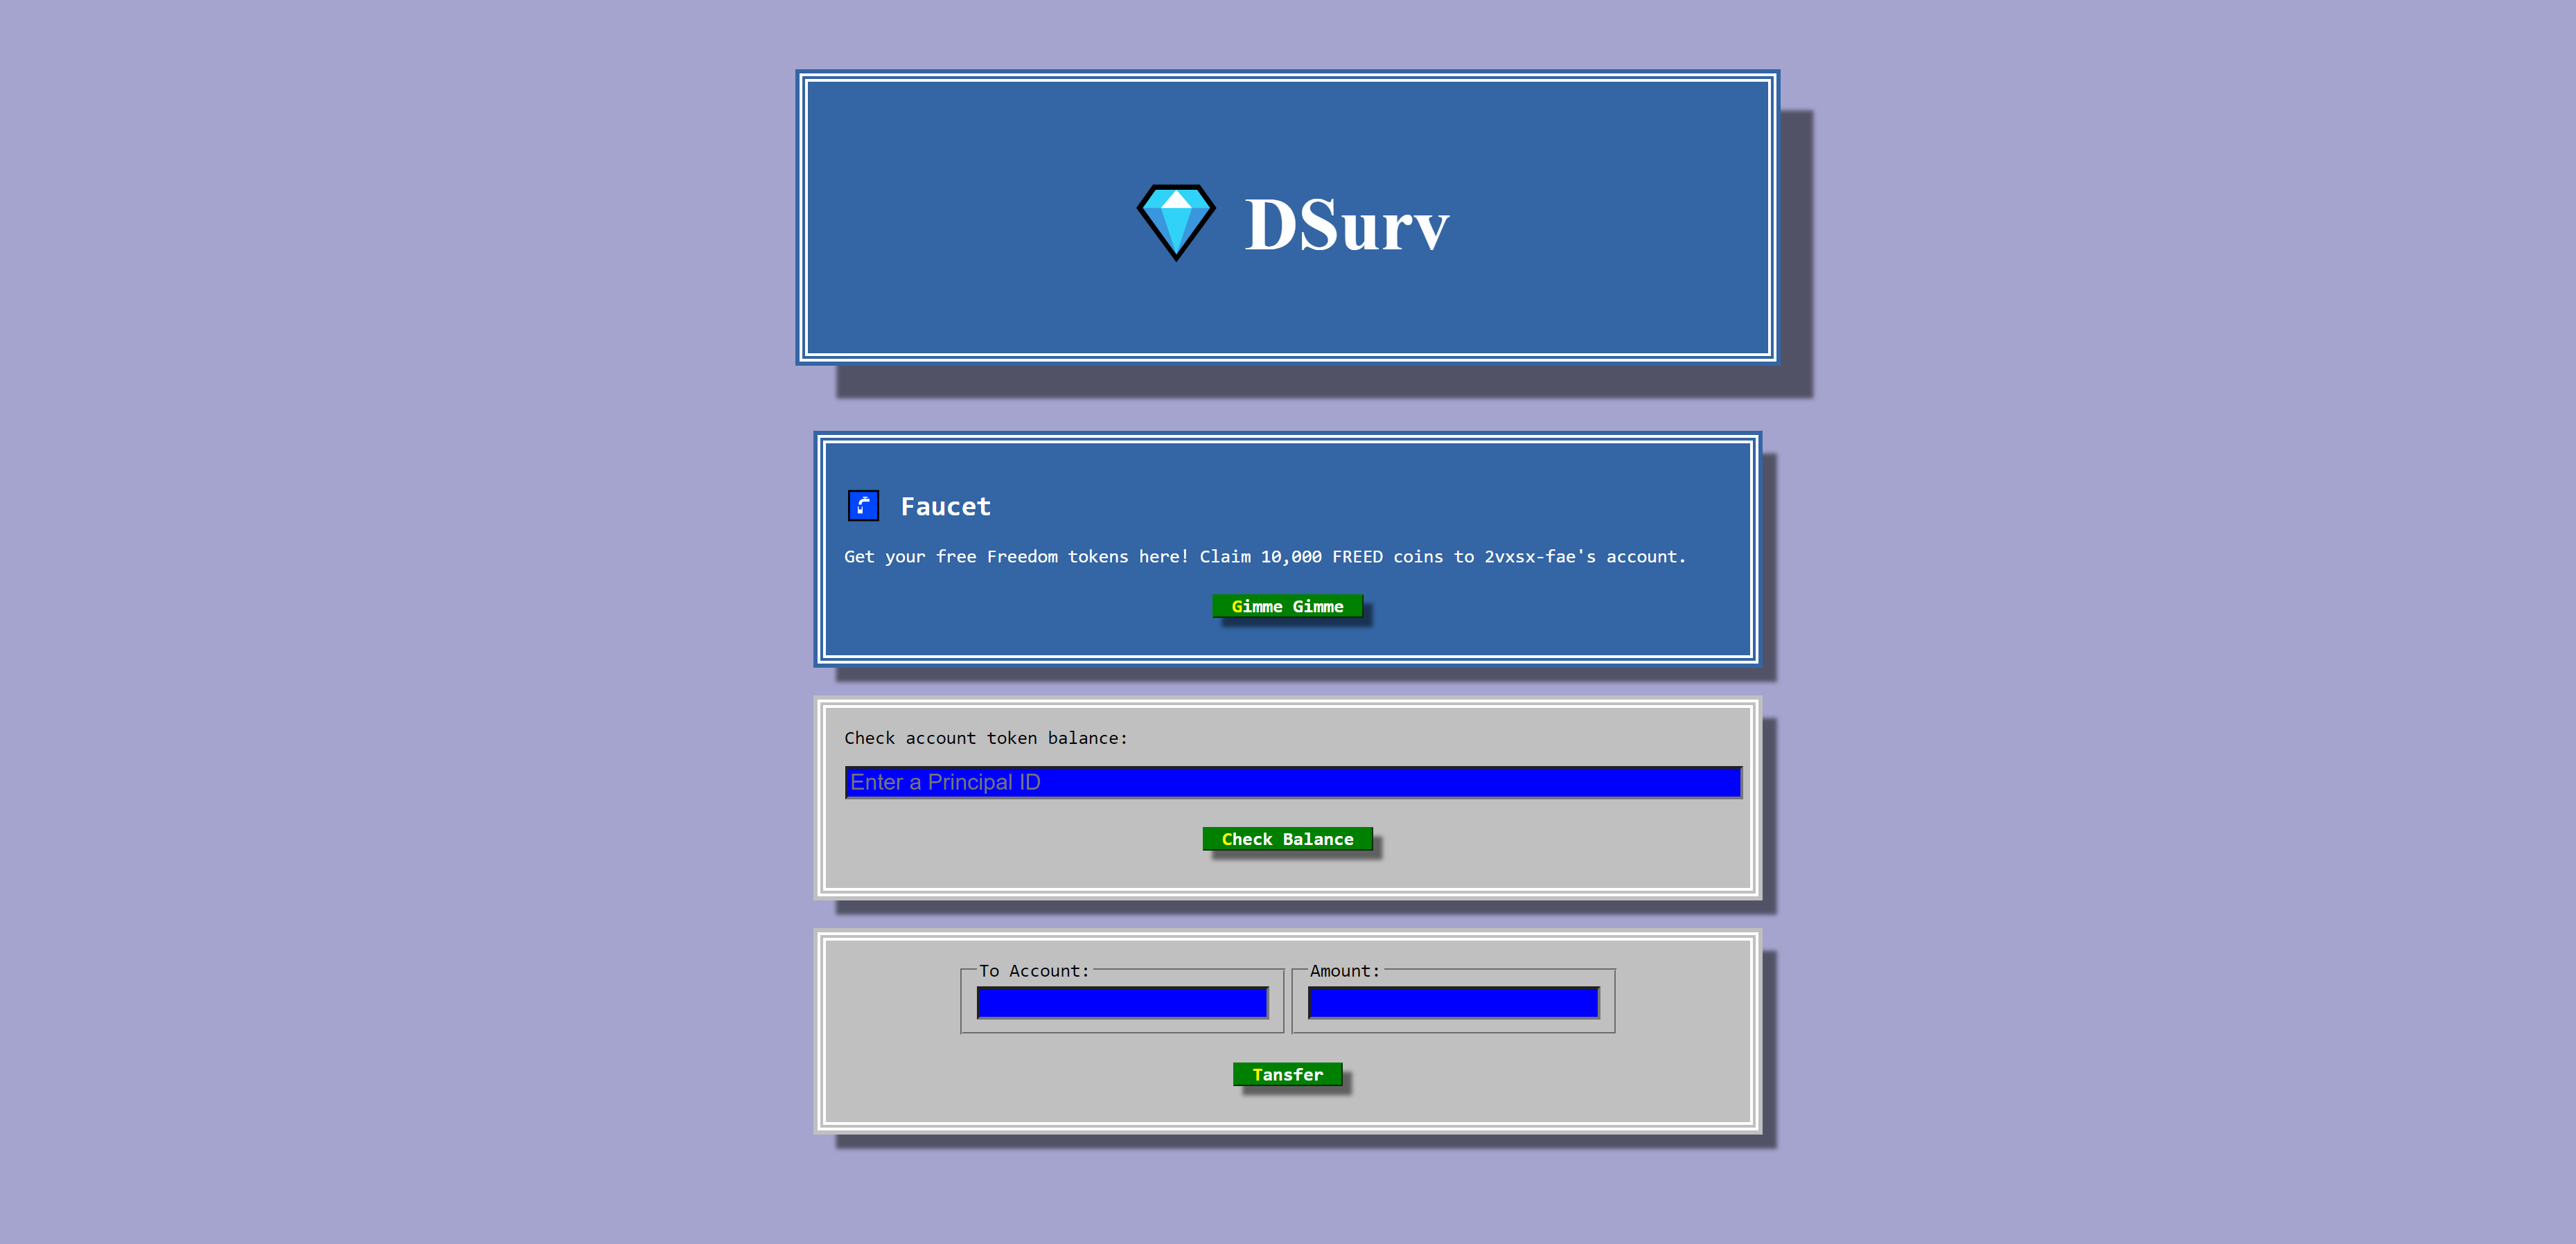 DSurv
Faucet
Get your free Freedom tokens here! Claim 10,000 FREED coins to 2vxsx-fae's account.
Gimme Gimme
Check account token balance:
Enter a Principal ID
Check Balance
To Account: Amount:
Tansfer